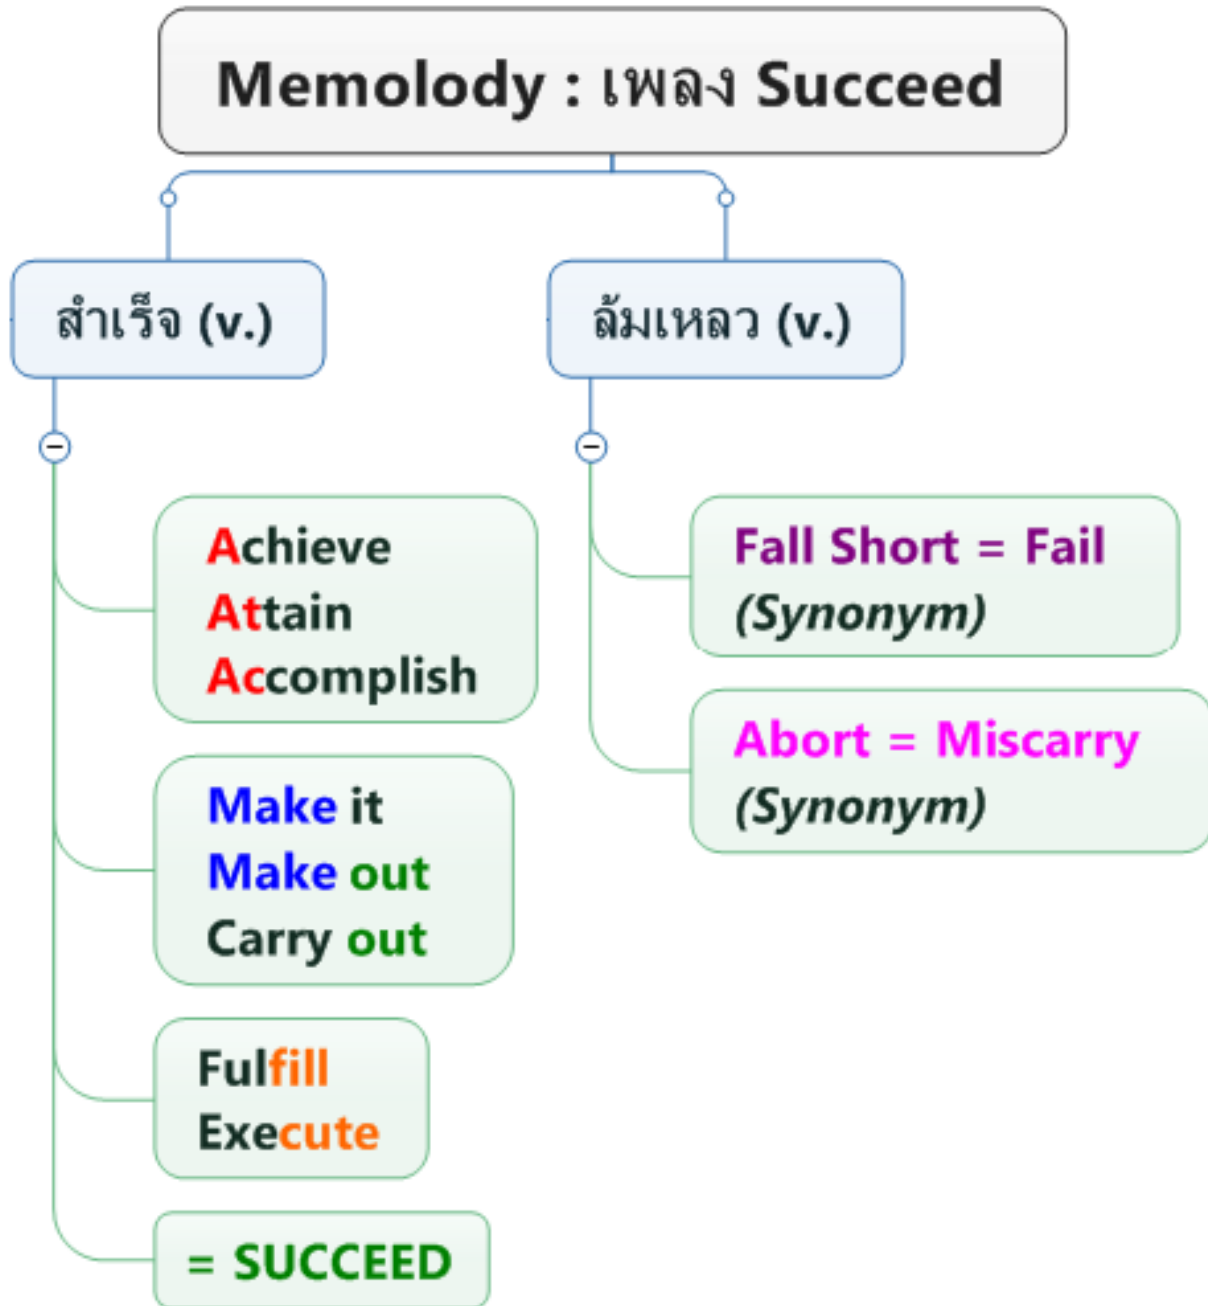 Memolody : เพลง Succeed
สำเร็จ (v.)
Achieve
Attain
Accomplish
Make it
Make out
Carry out
Fulfill
Execute
= SUCCEED
ล้มเหลว (v.)
Fall Short = Fail
(Synonym)
Abort = Miscarry
(Synonym)